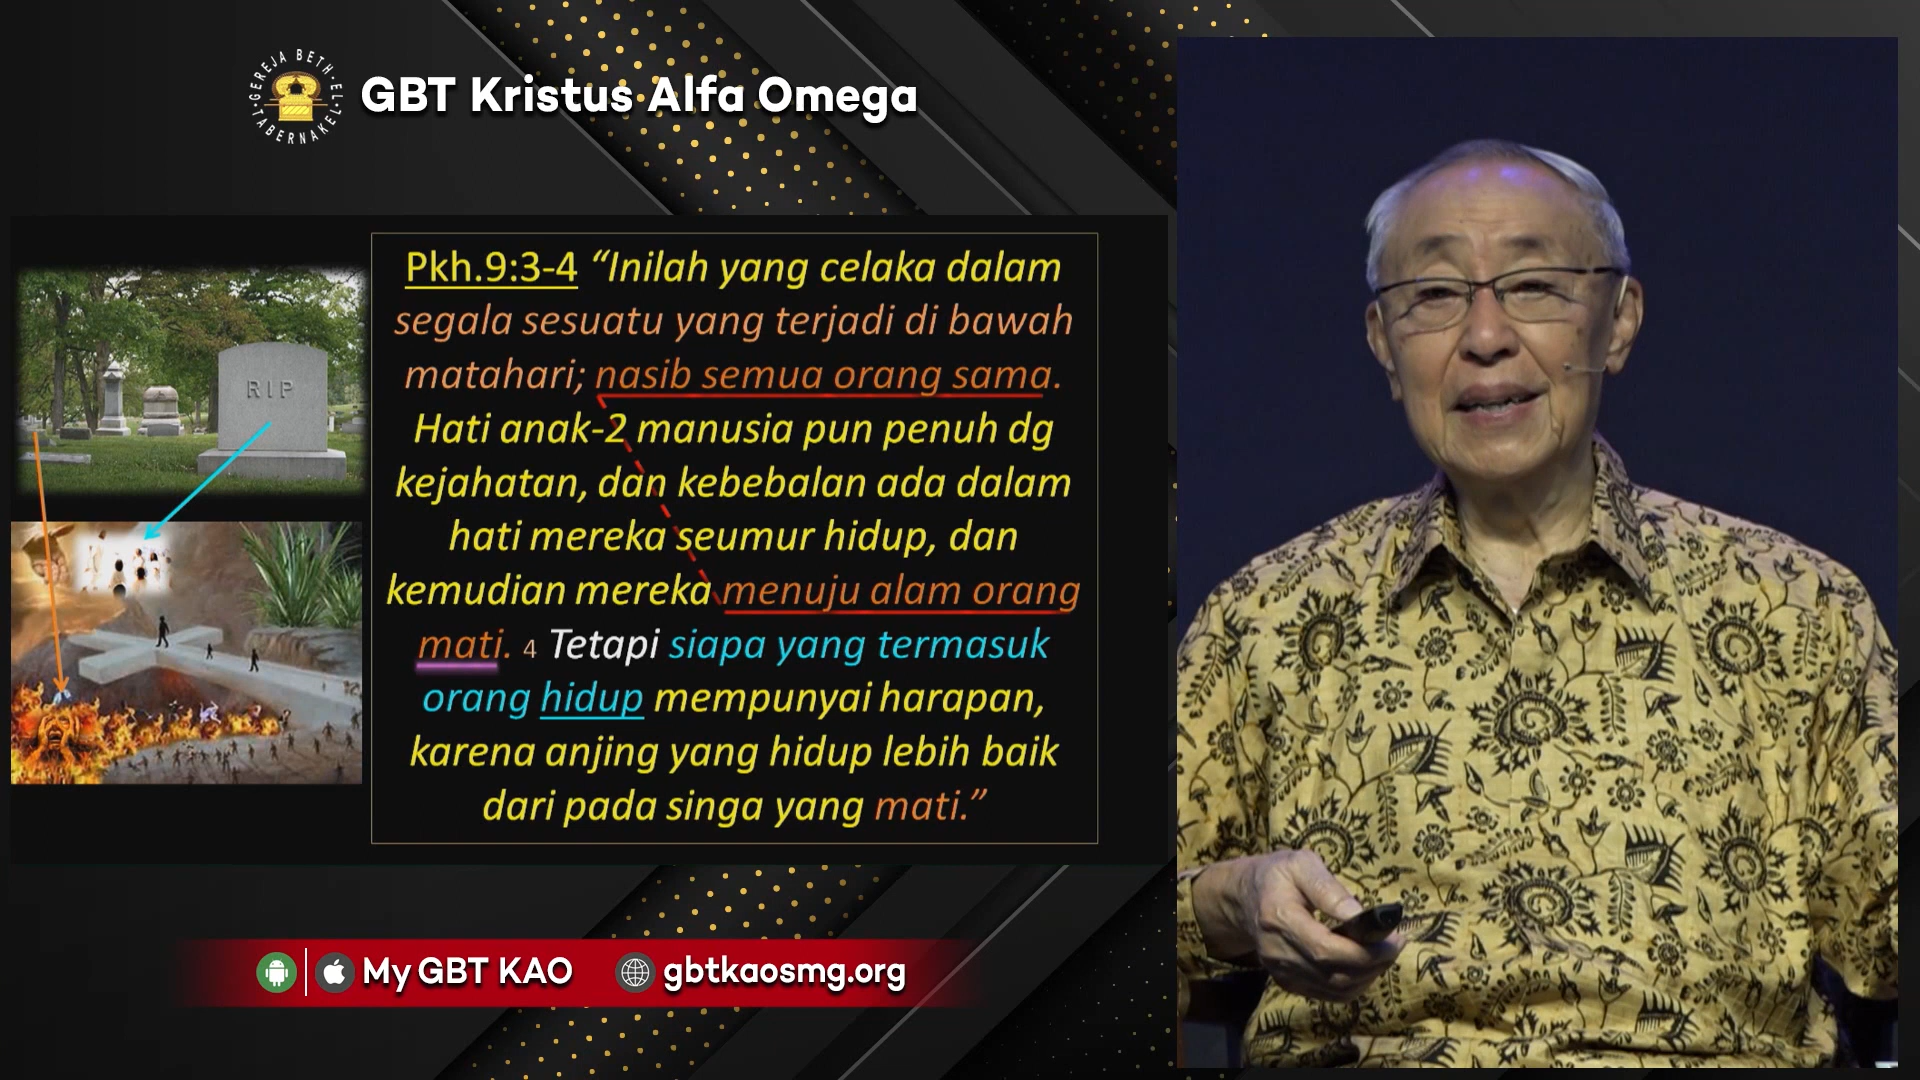 GEREJA BETH-EL TABERNAKEL
GBT Kristus Alfa Omega
RIP
Pkh.9:3-4 “Inilah yang celaka dalam
segala sesuatu yang terjadi di bawah
matahari; nasib semua orang sama.
Hati anak-2 manusia pun penuh dg
kejahatan, dan kebebalan ada dalam
hati mereka seumur hidup, dan
kemudian mereka menuju alam orang
mati. 4 Tetapi siapa yang termasuk
orang hidup mempunyai harapan,
karena anjing yang hidup lebih baik
dari pada singa yang mati.”
My GBT KAO
gbtkaosmg.org